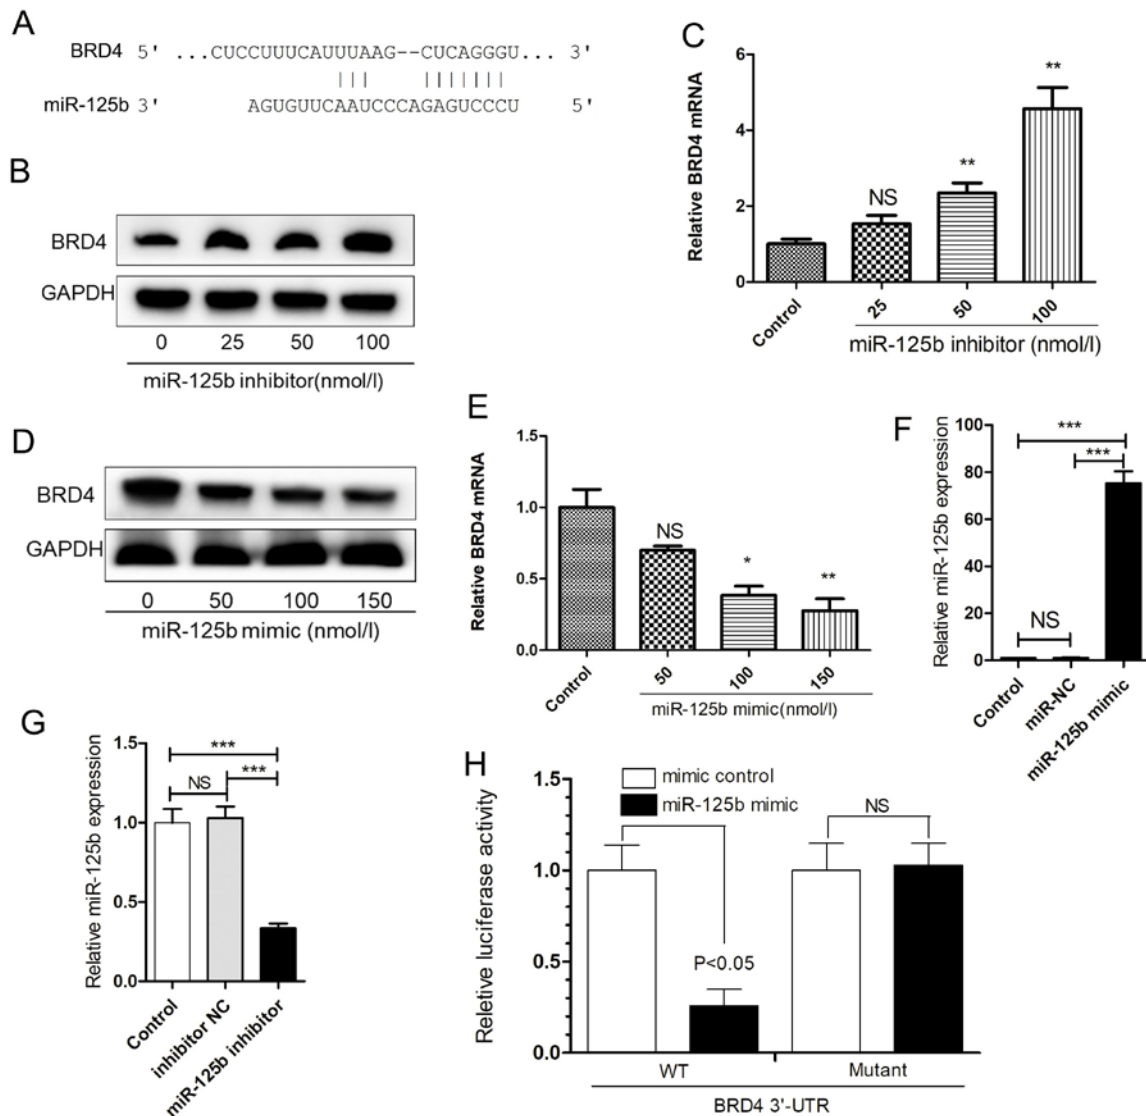 A
BRD4 5' ...CUCCUUUCAUUUAAG--CUCAGGGU... 3'
miR-125b 3' AGUGUUCAAUCCCAGAGUCCCU 5'
B
BRD4
GAPDH
0 25 50 100
miR-125b inhibitor(nmol/l)
C
Relative BRD4 mRNA
6
4
2
0
NS
**
**
Control
25
50
100
miR-125b inhibitor (nmol/l)
D
BRD4
GAPDH
0 50 100 150
miR-125b mimic (nmol/l)
E
Relative BRD4 mRNA
1.5
1.0
0.5
0.0
NS
*
**
Control
50
100
150
miR-125b mimic(nmol/l)
F
Relative miR-125b expression
100
80
60
40
20
0
***
***
NS
Control
miR-NC
miR-125b mimic
G
Relative miR-125b expression
1.5
1.0
0.5
0.0
***
NS
***
Control
inhibitor NC
miR-125b inhibitor
H
Reletive luciferase activity
1.5
1.0
0.5
0.0
mimic control
miR-125b mimic
NS
P<0.05
WT
Mutant
BRD4 3'-UTR